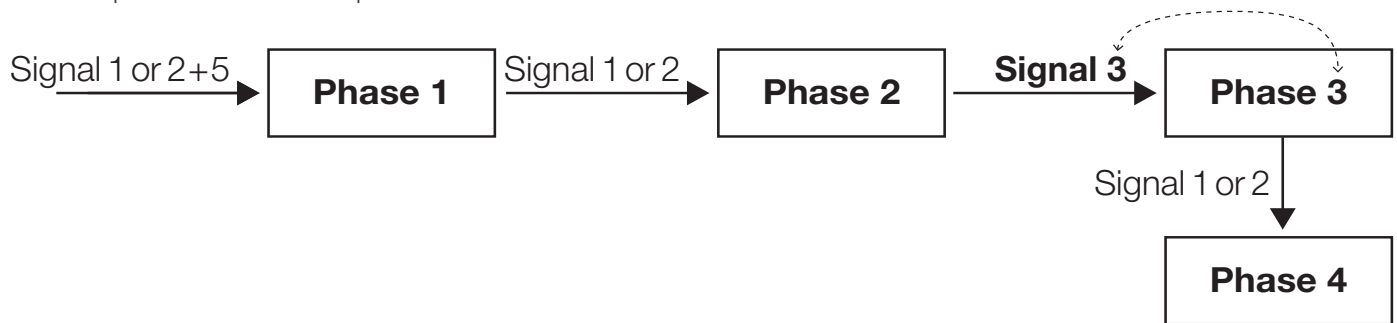 Signal 1 or 2+5
Phase 1
Signal 1 or 2
Phase 2
Signal 3
Phase 3
Signal 1 or 2
Phase 4